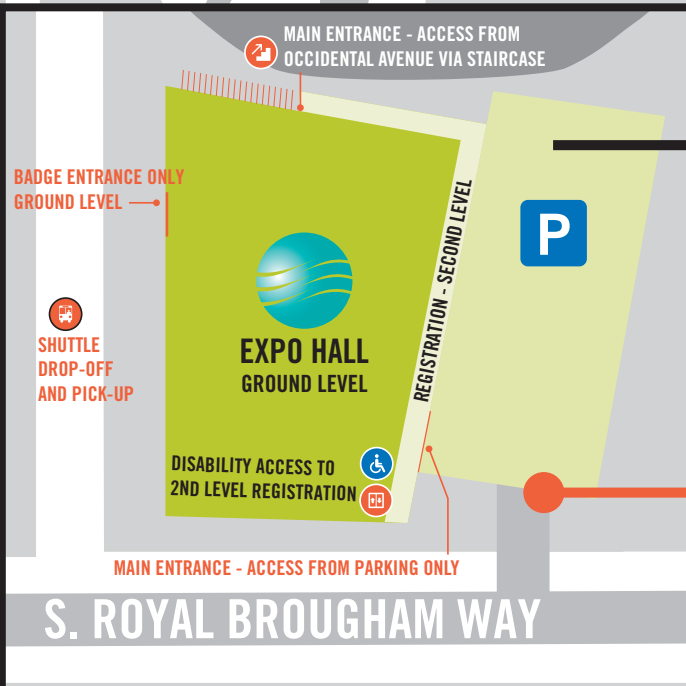 MAIN ENTRANCE - ACCESS FROM
OCCIDENTAL AVENUE VIA STAIRCASE
BADGE ENTRANCE ONLY
GROUND LEVEL
P
REGISTRATION - SECOND LEVEL
SHUTTLE
DROP-OFF
AND PICK-UP
EXPO HALL
GROUND LEVEL
DISABILITY ACCESS TO
2ND LEVEL REGISTRATION
MAIN ENTRANCE - ACCESS FROM PARKING ONLY
S. ROYAL BROUGHAM WAY